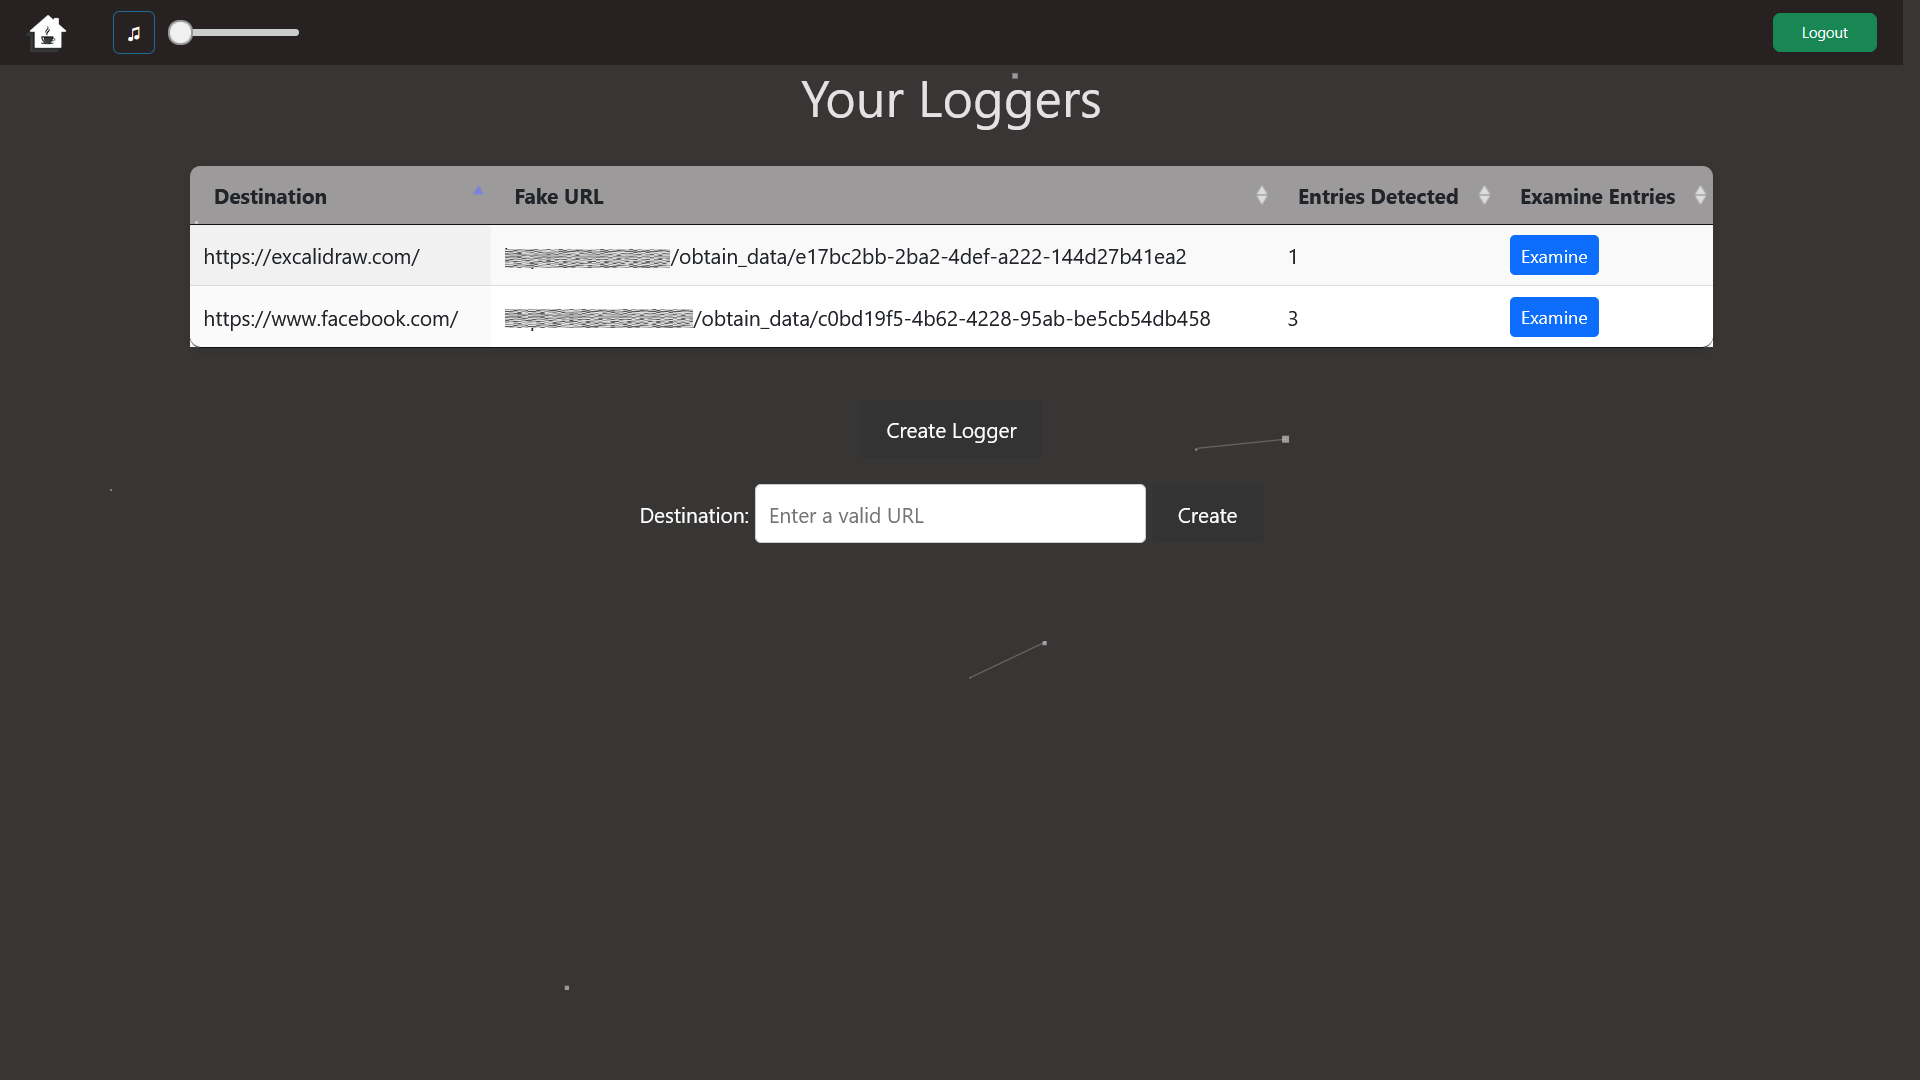 Logout
Your Loggers
Destination Fake URL Entries Detected Examine Entries
https://excalidraw.com/ /obtain_data/e17bc2bb-2ba2-4def-a222-144d27b41ea2 1 Examine
https://www.facebook.com/ /obtain_data/c0bd19f5-4b62-4228-95ab-be5cb54db458 3 Examine
Create Logger
Destination: Enter a valid URL Create